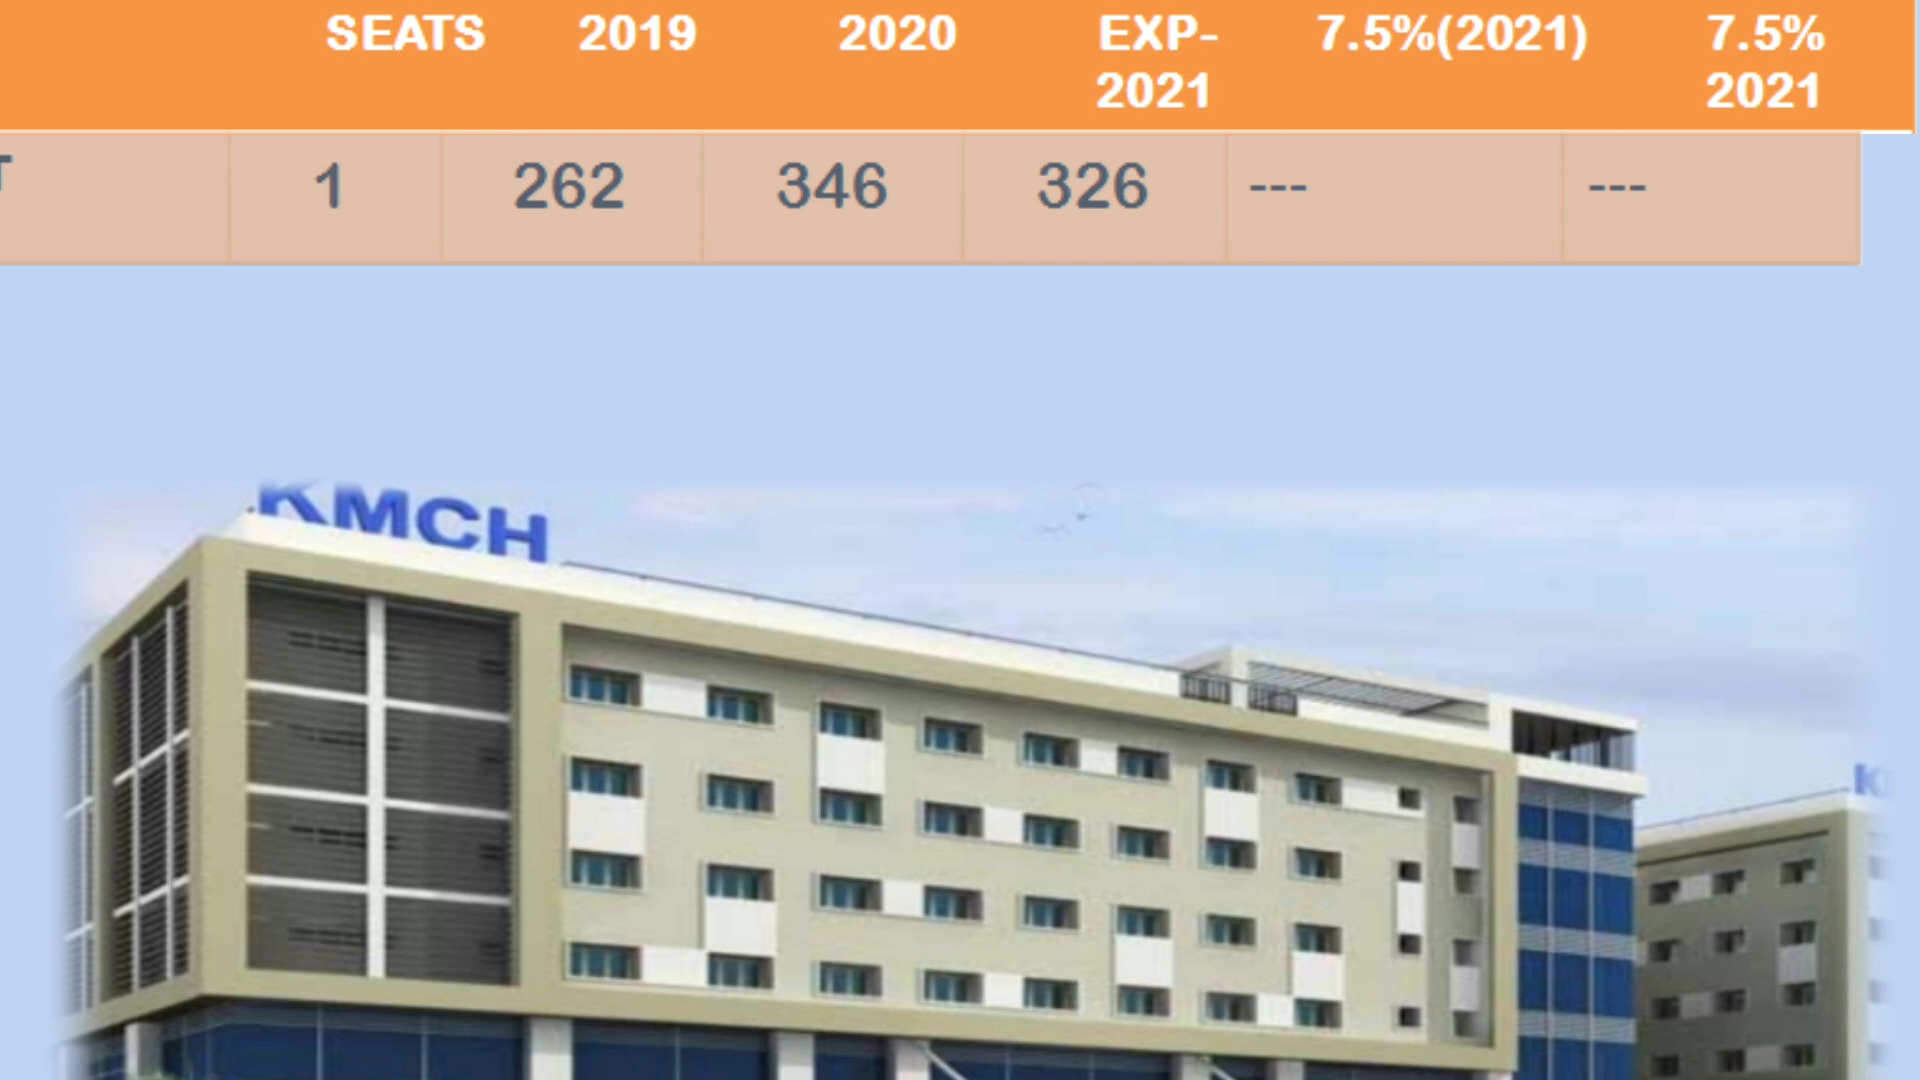 SEATS 2019 2020 EXP-2021 7.5%(2021) 7.5% 2021
T 1 262 346 326 --- ---
KMCH